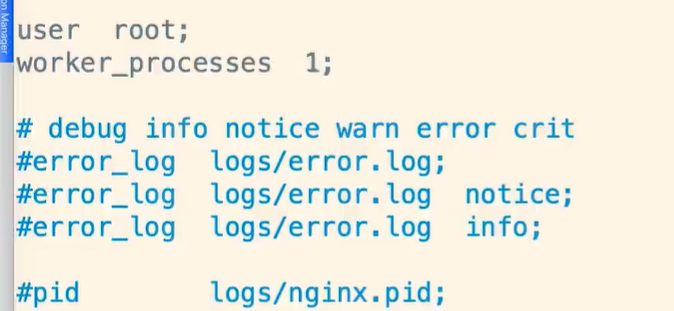 on Manager
user  root;
worker_processes  1;

# debug info notice warn error crit
#error_log  logs/error.log;
#error_log  logs/error.log  notice;
#error_log  logs/error.log  info;

#pid        logs/nginx.pid;